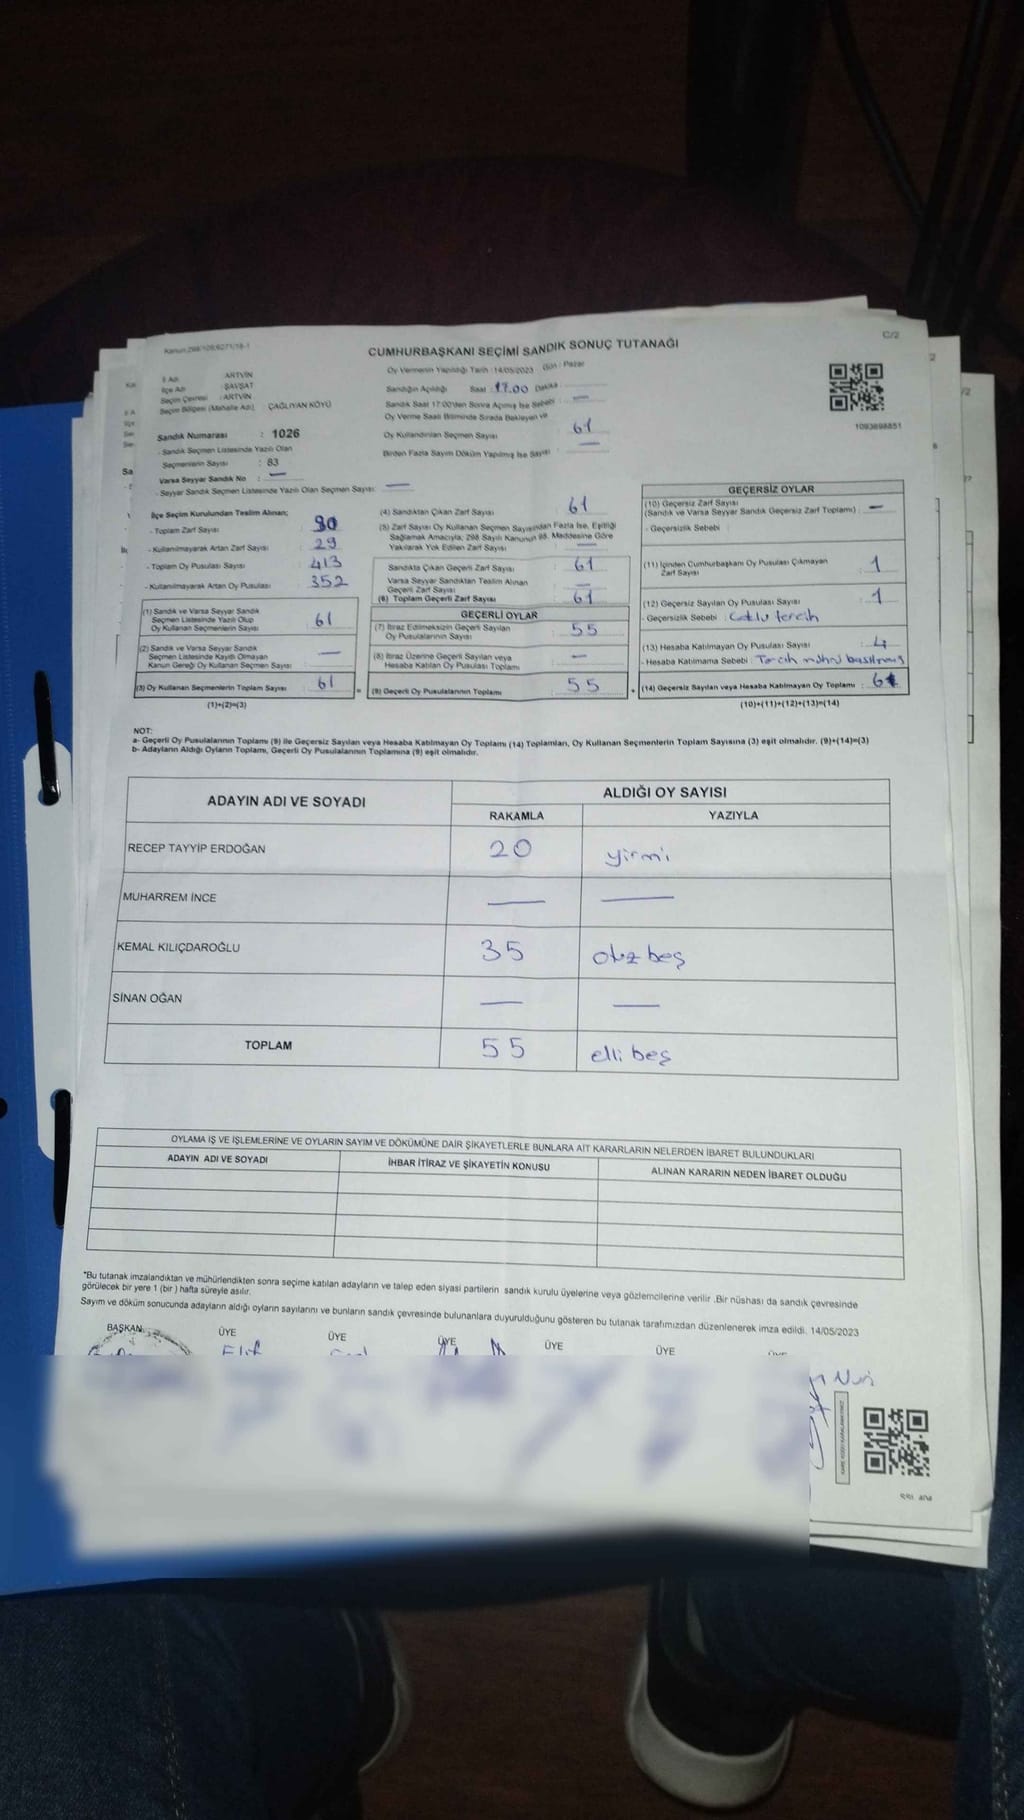 Kanun:298/109;6271/18-1
C/2
CUMHURBAŞKANI SEÇİMİ SANDIK SONUÇ TUTANAĞI
İl Adı : ARTVİN
İlçe Adı : ŞAVŞAT
Seçim Çevresi : ARTVİN
Seçim Bölgesi (Mahalle Adı) : ÇAĞLIYAN KÖYÜ
Sandık Numarası : 1026
- Sandık Seçmen Listesinde Yazılı Olan
Seçmenlerin Sayısı : 83
Varsa Seyyar Sandık No : —
- Seyyar Sandık Seçmen Listesinde Yazılı Olan Seçmen Sayısı: —
Oy Vermenin Yapıldığı Tarih : 14/05/2023 Gün : Pazar
Sandığın Açıldığı Saat : 17.00 Dakika :
Sandık Saat 17:00'den Sonra Açılmış İse Sebebi : —
Oy Verme Saati Bitiminde Sırada Bekleyen ve
Oy Kullandırılan Seçmen Sayısı 61
Birden Fazla Sayım Döküm Yapılmış İse Sayısı : —
1093898851
İlçe Seçim Kurulundan Teslim Alınan;
- Toplam Zarf Sayısı : 90
- Kullanılmayarak Artan Zarf Sayısı : 29
- Toplam Oy Pusulası Sayısı : 413
- Kullanılmayarak Artan Oy Pusulası : 352
(1) Sandık ve Varsa Seyyar Sandık
Seçmen Listesinde Yazılı Olup
Oy Kullanan Seçmenlerin Sayısı : 61
(2) Sandık ve Varsa Seyyar Sandık
Seçmen Listesinde Kayıtlı Olmayan
Kanun Gereği Oy Kullanan Seçmen Sayısı : —
(3) Oy Kullanan Seçmenlerin Toplam Sayısı : 61
(1)+(2)=(3)
(4) Sandıktan Çıkan Zarf Sayısı 61
(5) Zarf Sayısı Oy Kullanan Seçmen Sayısından Fazla İse, Eşitliği
Sağlamak Amacıyla; 298 Sayılı Kanunun 98. Maddesine Göre
Yakılarak Yok Edilen Zarf Sayısı : —
Sandıkta Çıkan Geçerli Zarf Sayısı : 61
Varsa Seyyar Sandıktan Teslim Alınan
Geçerli Zarf Sayısı : —
(6) Toplam Geçerli Zarf Sayısı : 61
GEÇERLİ OYLAR
(7) İtiraz Edilmeksizin Geçerli Sayılan
Oy Pusulalarının Sayısı : 55
(8) İtiraz Üzerine Geçerli Sayılan veya
Hesaba Katılan Oy Pusulası Toplamı : —
(9) Geçerli Oy Pusulalarının Toplamı : 55
GEÇERSİZ OYLAR
(10) Geçersiz Zarf Sayısı
(Sandık ve Varsa Seyyar Sandık Geçersiz Zarf Toplamı) : —
- Geçersizlik Sebebi :
(11) İçinden Cumhurbaşkanı Oy Pusulası Çıkmayan
Zarf Sayısı : 1
(12) Geçersiz Sayılan Oy Pusulası Sayısı : 1
- Geçersizlik Sebebi : Çoklu tercih
(13) Hesaba Katılmayan Oy Pusulası Sayısı : 4
- Hesaba Katılmama Sebebi : Tercih mührü basılmamış
(14) Geçersiz Sayılan veya Hesaba Katılmayan Oy Toplamı : 6
(10)+(11)+(12)+(13)=(14)
NOT:
a- Geçerli Oy Pusulalarının Toplamı (9) ile Geçersiz Sayılan veya Hesaba Katılmayan Oy Toplamı (14) Toplamları, Oy Kullanan Seçmenlerin Toplam Sayısına (3) eşit olmalıdır. (9)+(14)=(3)
b- Adayların Aldığı Oyların Toplamı, Geçerli Oy Pusulalarının Toplamına (9) eşit olmalıdır.
ADAYIN ADI VE SOYADI ALDIĞI OY SAYISI
RAKAMLA YAZIYLA
RECEP TAYYİP ERDOĞAN 20 yirmi
MUHARREM İNCE — —
KEMAL KILIÇDAROĞLU 35 otuz beş
SİNAN OĞAN — —
TOPLAM 55 elli beş
OYLAMA İŞ VE İŞLEMLERİNE VE OYLARIN SAYIM VE DÖKÜMÜNE DAİR ŞİKAYETLERLE BUNLARA AİT KARARLARIN NELERDEN İBARET BULUNDUKLARI
ADAYIN ADI VE SOYADI İHBAR İTİRAZ VE ŞİKAYETİN KONUSU ALINAN KARARIN NEDEN İBARET OLDUĞU
*Bu tutanak imzalandıktan ve mühürlendikten sonra seçime katılan adayların ve talep eden siyasi partilerin sandık kurulu üyelerine veya gözlemcilerine verilir .Bir nüshası da sandık çevresinde
görülecek bir yere 1 (bir ) hafta süreyle asılır.
Sayım ve döküm sonucunda adayların aldığı oyların sayılarını ve bunların sandık çevresinde bulunanlara duyurulduğunu gösteren bu tutanak tarafımızdan düzenlenerek imza edildi. 14/05/2023
BAŞKAN ÜYE ÜYE ÜYE ÜYE ÜYE
Elif
Nuri